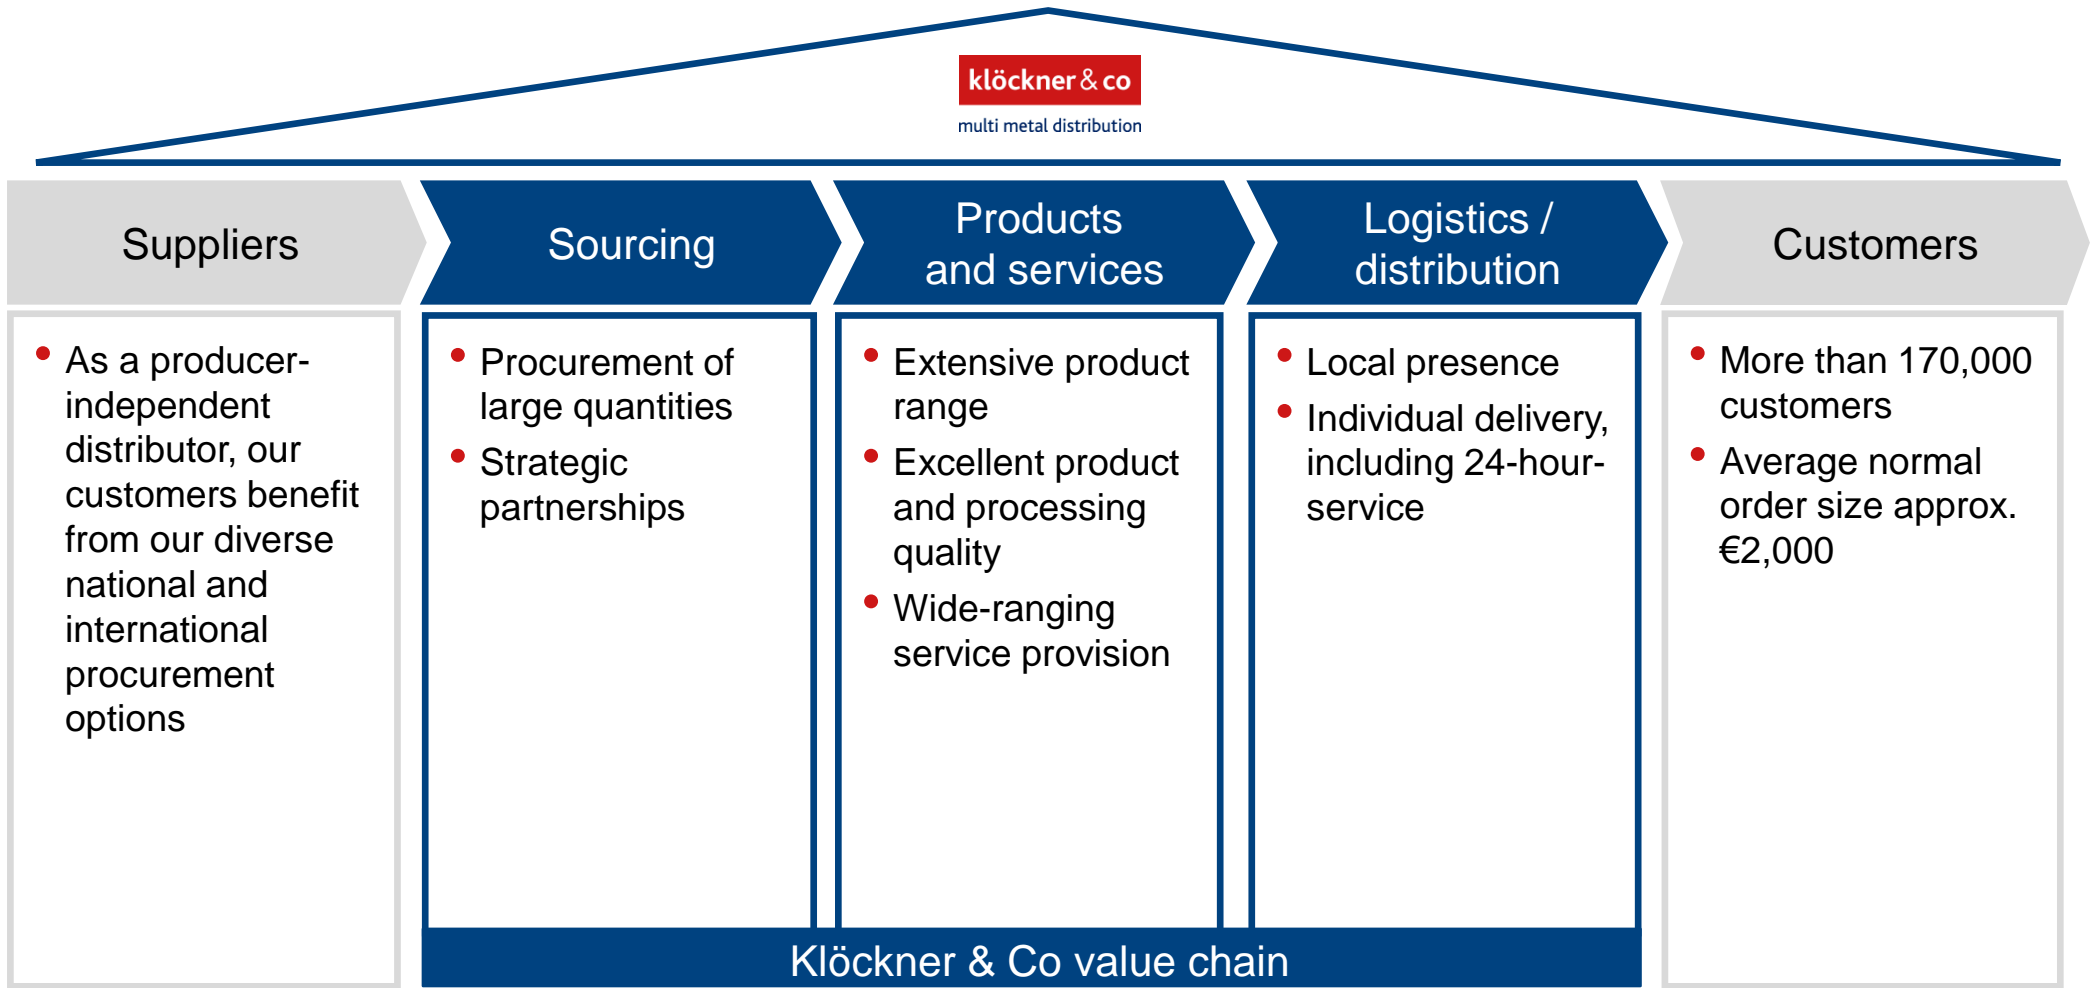 klöckner & co
multi metal distribution
Suppliers
Sourcing
Products
and services
Logistics /
distribution
Customers
• As a producer-
independent
distributor, our
customers benefit
from our diverse
national and
international
procurement
options
• Procurement of
large quantities
• Strategic
partnerships
• Extensive product
range
• Excellent product
and processing
quality
• Wide-ranging
service provision
• Local presence
• Individual delivery,
including 24-hour-
service
• More than 170,000
customers
• Average normal
order size approx.
€2,000
Klöckner & Co value chain